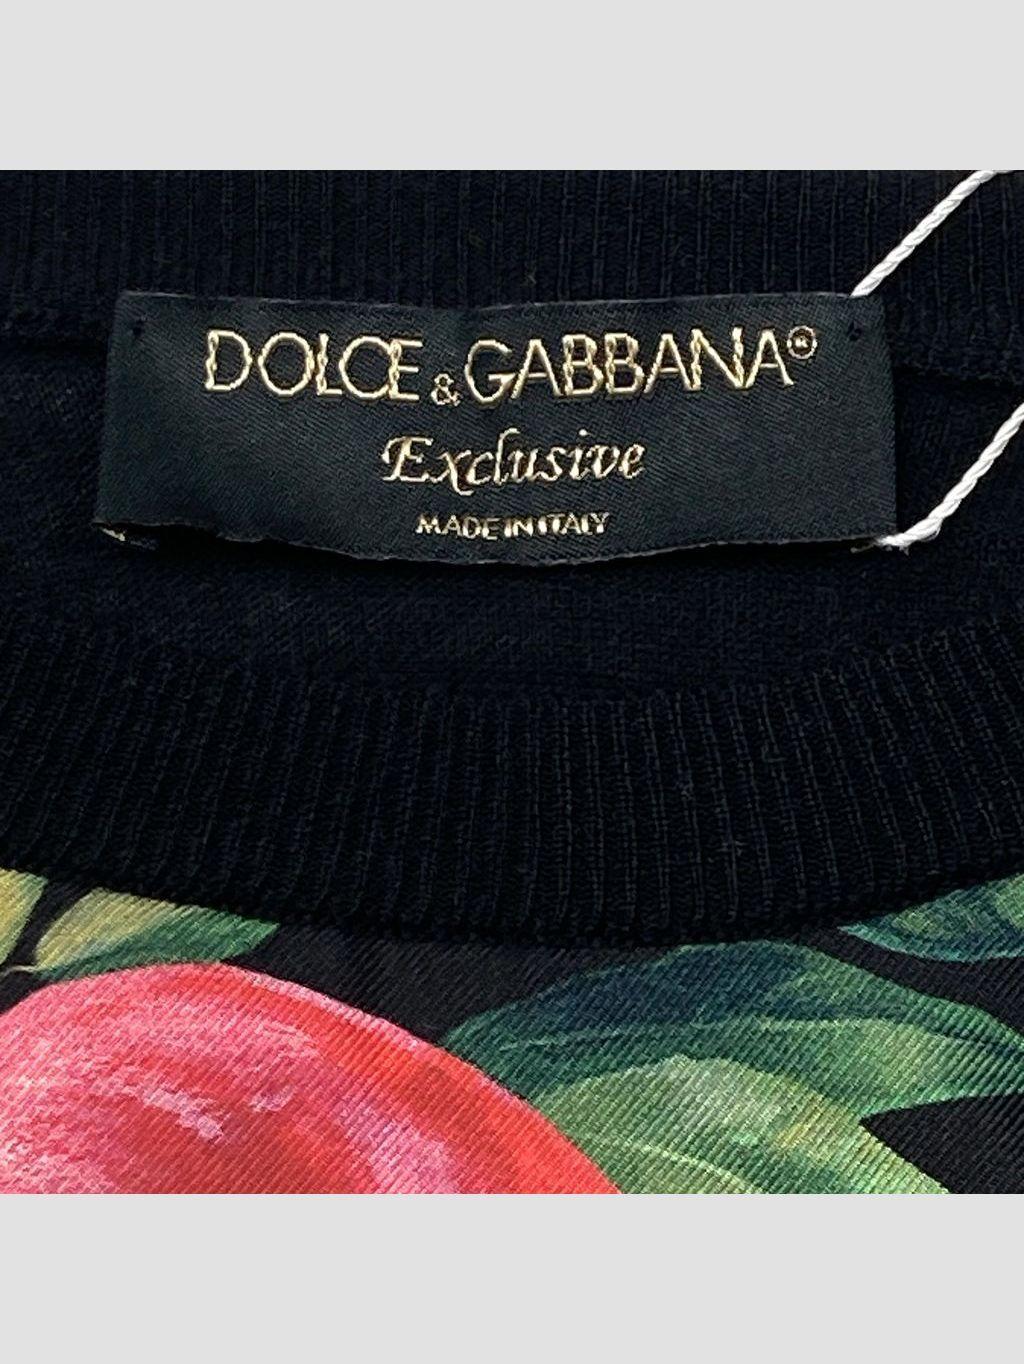 DOLCE & GABBANA®
Exclusive
MADE IN ITALY